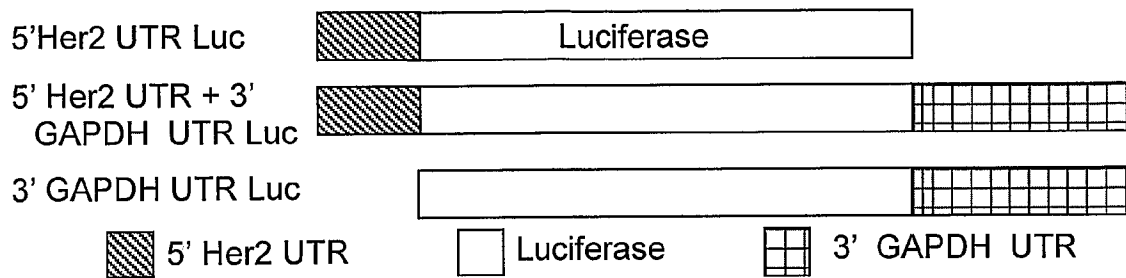 5'Her2 UTR Luc
Luciferase
5' Her2 UTR + 3'
GAPDH UTR Luc
3' GAPDH UTR Luc
5' Her2 UTR
Luciferase
3' GAPDH UTR